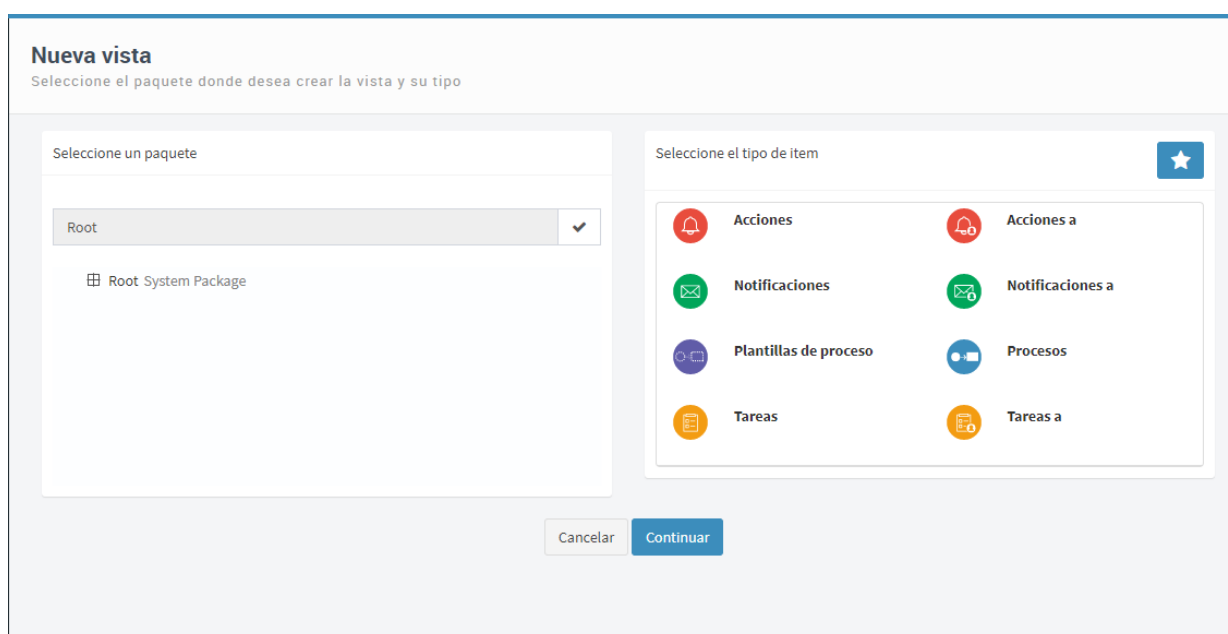 Nueva vista
Seleccione el paquete donde desea crear la vista y su tipo
Seleccione un paquete
Root
Root System Package
Seleccione el tipo de item
Acciones
Acciones a
Notificaciones
Notificaciones a
Plantillas de proceso
Procesos
Tareas
Tareas a
Cancelar
Continuar